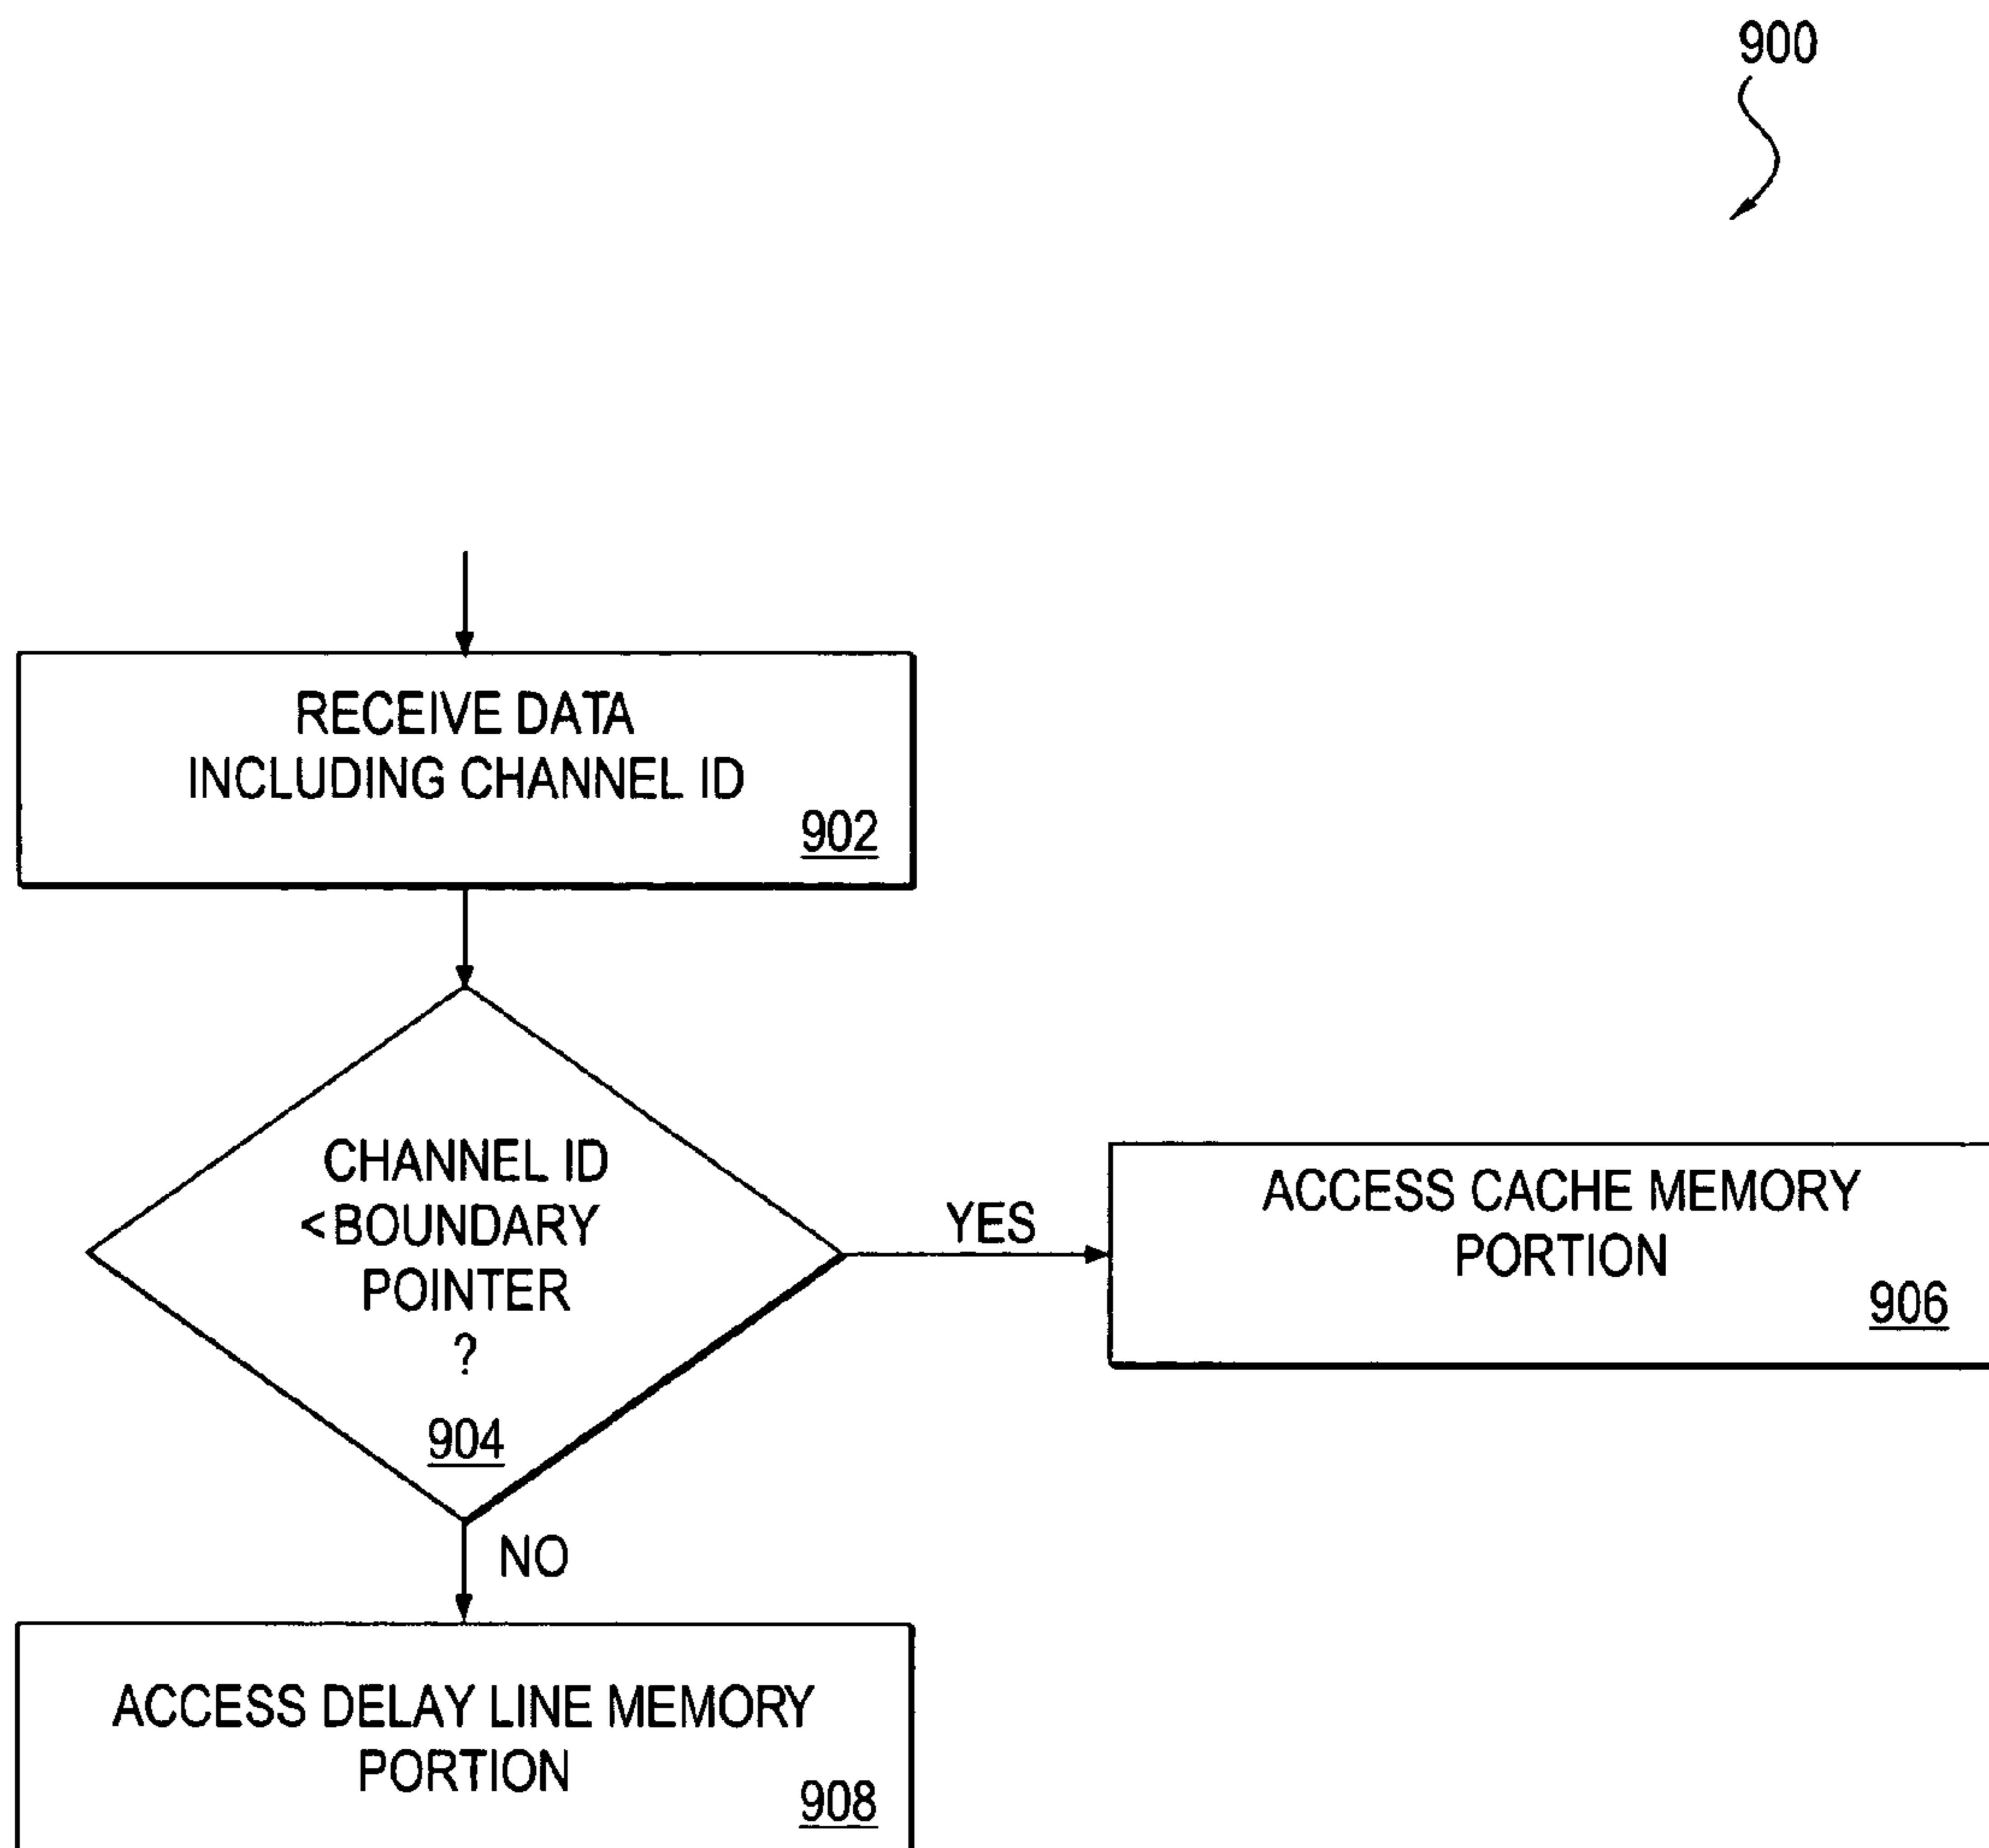 900
RECEIVE DATA
INCLUDING CHANNEL ID
902
CHANNEL ID
<BOUNDARY
POINTER
?
904
YES
ACCESS CACHE MEMORY
PORTION
906
NO
ACCESS DELAY LINE MEMORY
PORTION
908